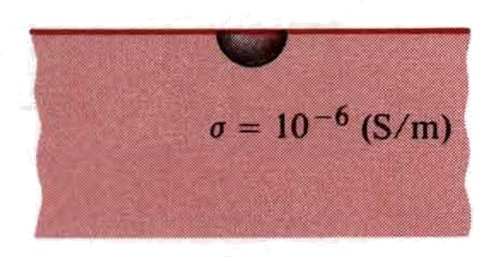 σ = 10⁻⁶ (S/m)